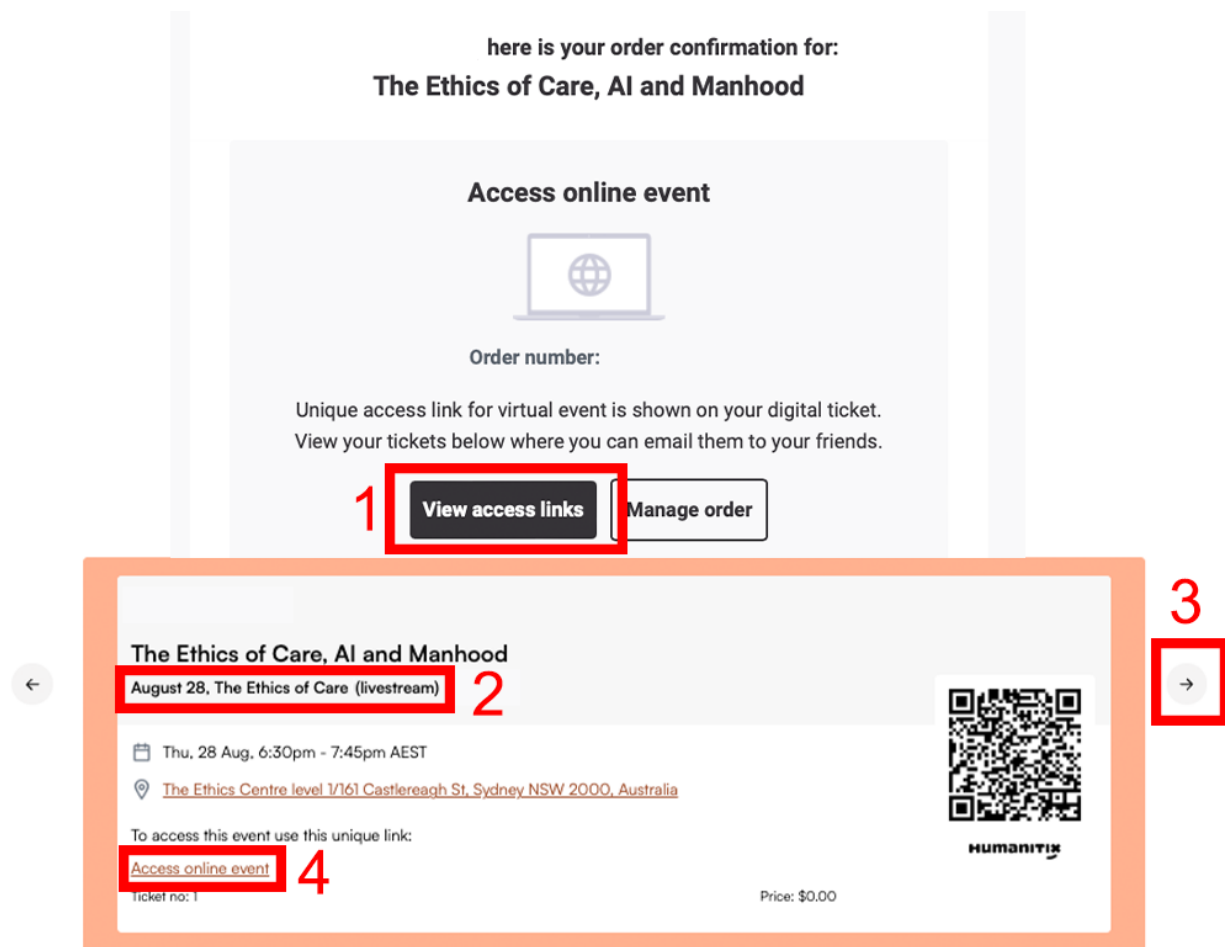 here is your order confirmation for:
The Ethics of Care, AI and Manhood
Access online event
Order number:
Unique access link for virtual event is shown on your digital ticket.
View your tickets below where you can email them to your friends.
1
View access links
Manage order
The Ethics of Care, AI and Manhood
August 28, The Ethics of Care (livestream)
2
3
Thu, 28 Aug, 6:30pm - 7:45pm AEST
The Ethics Centre level 1/161 Castlereagh St, Sydney NSW 2000, Australia
To access this event use this unique link:
Access online event
4
Ticket no: 1
Price: $0.00
HUMANITIX